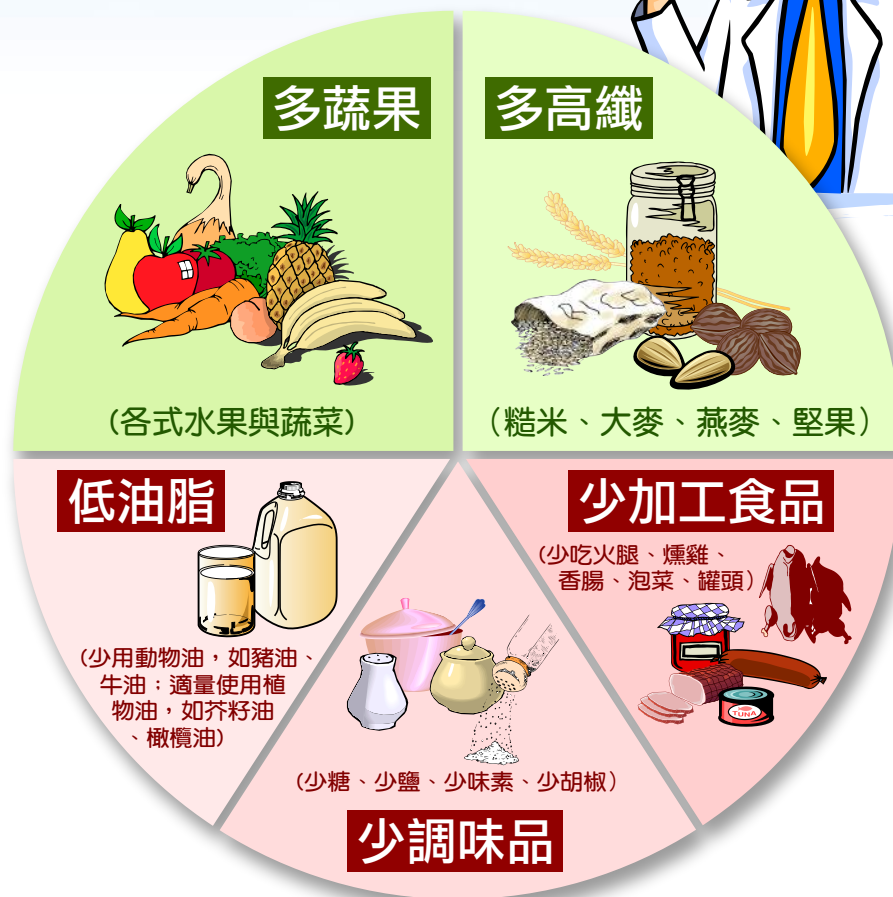 多蔬果
(各式水果與蔬菜)
多高纖
RICE
(糙米、大麥、燕麥、堅果)
低油脂
(少用動物油，如豬油、
牛油；適量使用植
物油，如芥籽油
、橄欖油)
(少糖、少鹽、少味素、少胡椒)
少調味品
少加工食品
(少吃火腿、燻雞、
香腸、泡菜、罐頭)
TUNA